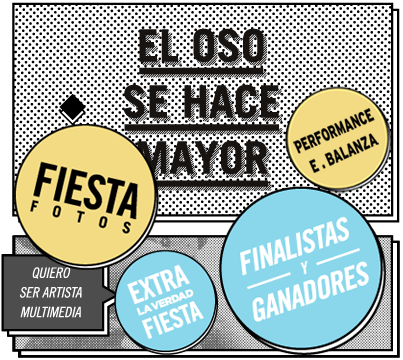 EL OSO
SE HACE
MAYOR
PERFORMANCE
E. BALANZA
FIESTA
FOTOS
FINALISTAS
Y
GANADORES
QUIERO
SER ARTISTA
MULTIMEDIA
EXTRA
LA VERDAD
FIESTA